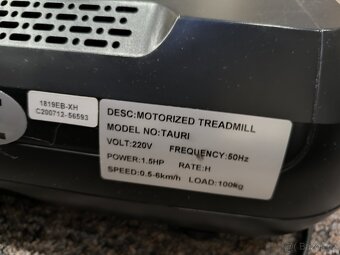 1819EB-XH
C200712-56593
DESC:MOTORIZED TREADMILL
MODEL NO:TAURI
VOLT:220V FREQUENCY:50Hz
POWER:1.5HP RATE:H
SPEED:0.5-6km/h LOAD:100kg